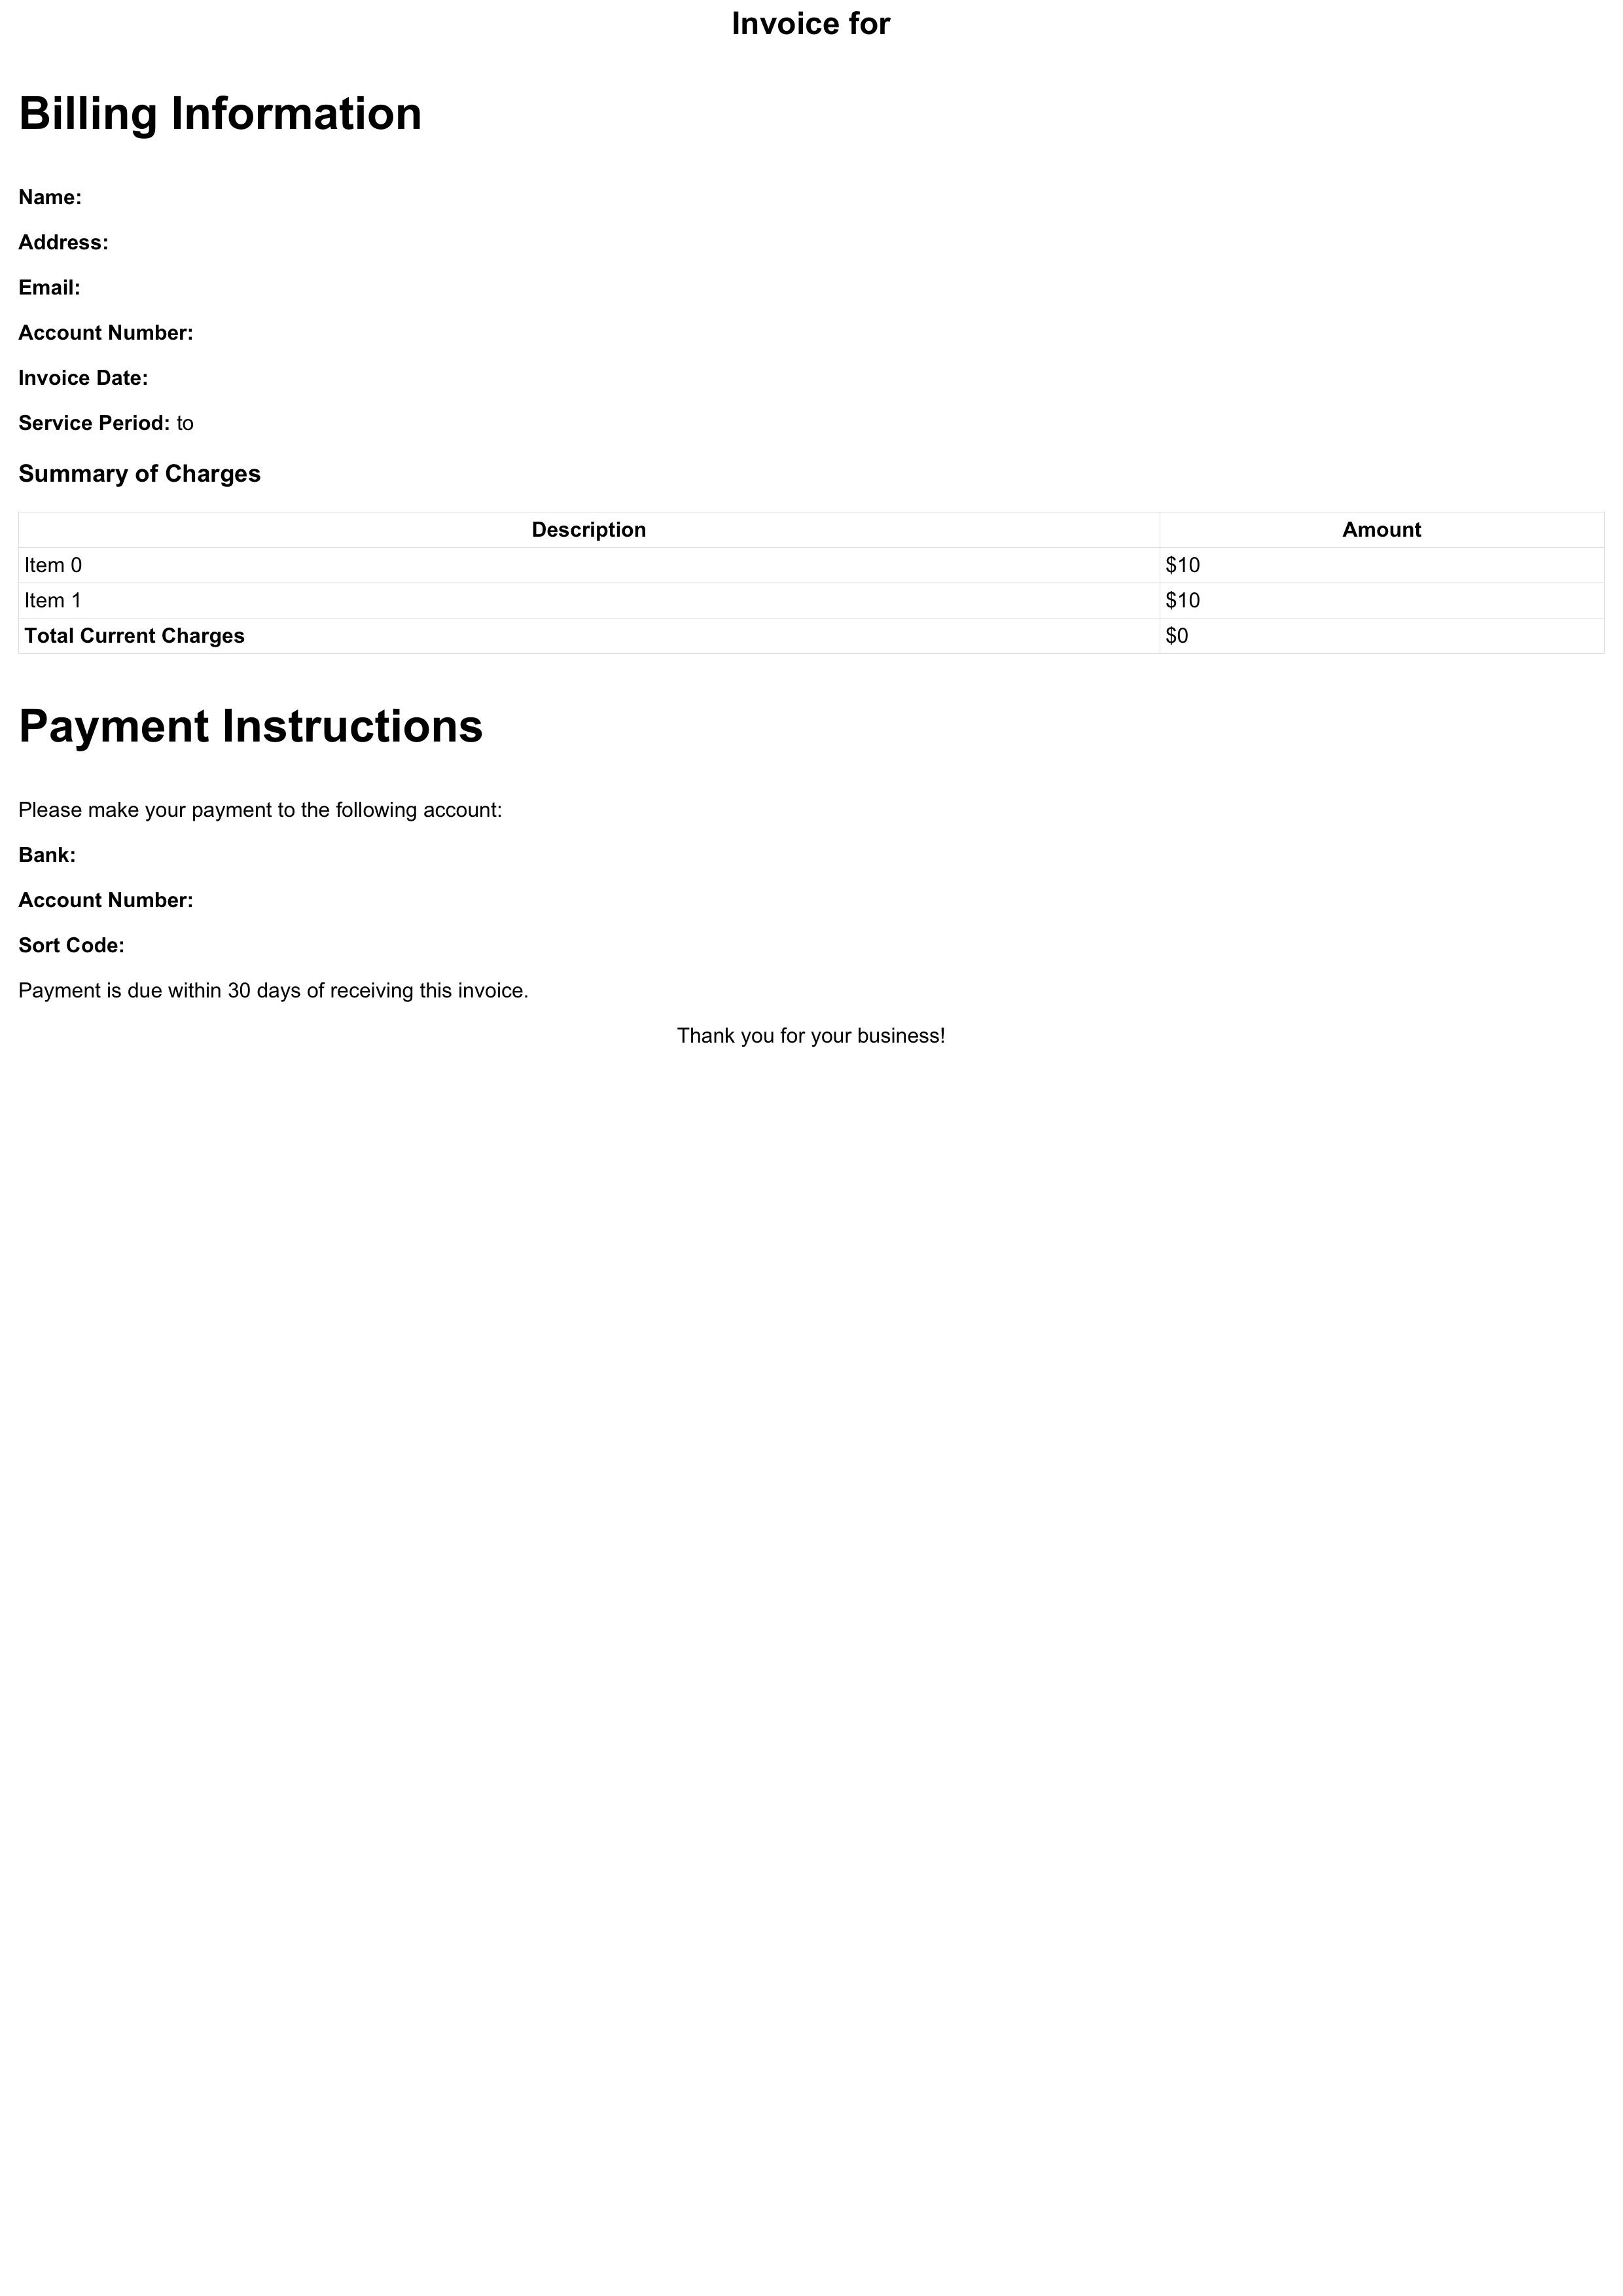 Invoice for
Billing Information
Name:
Address:
Email:
Account Number:
Invoice Date:
Service Period: to
Summary of Charges
Description Amount
Item 0 $10
Item 1 $10
Total Current Charges $0
Payment Instructions
Please make your payment to the following account:
Bank:
Account Number:
Sort Code:
Payment is due within 30 days of receiving this invoice.
Thank you for your business!